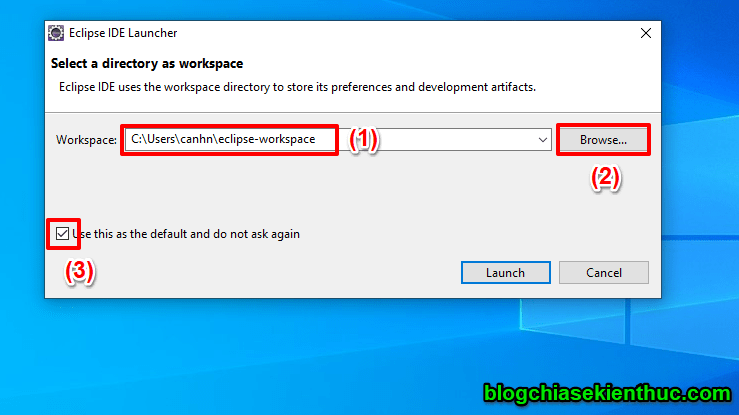 Eclipse IDE Launcher
Select a directory as workspace
Eclipse IDE uses the workspace directory to store its preferences and development artifacts.
Workspace: C:\Users\canhn\eclipse-workspace (1) Browse...
(2)
Use this as the default and do not ask again
(3)
Launch Cancel
blogchiasekienthuc.com